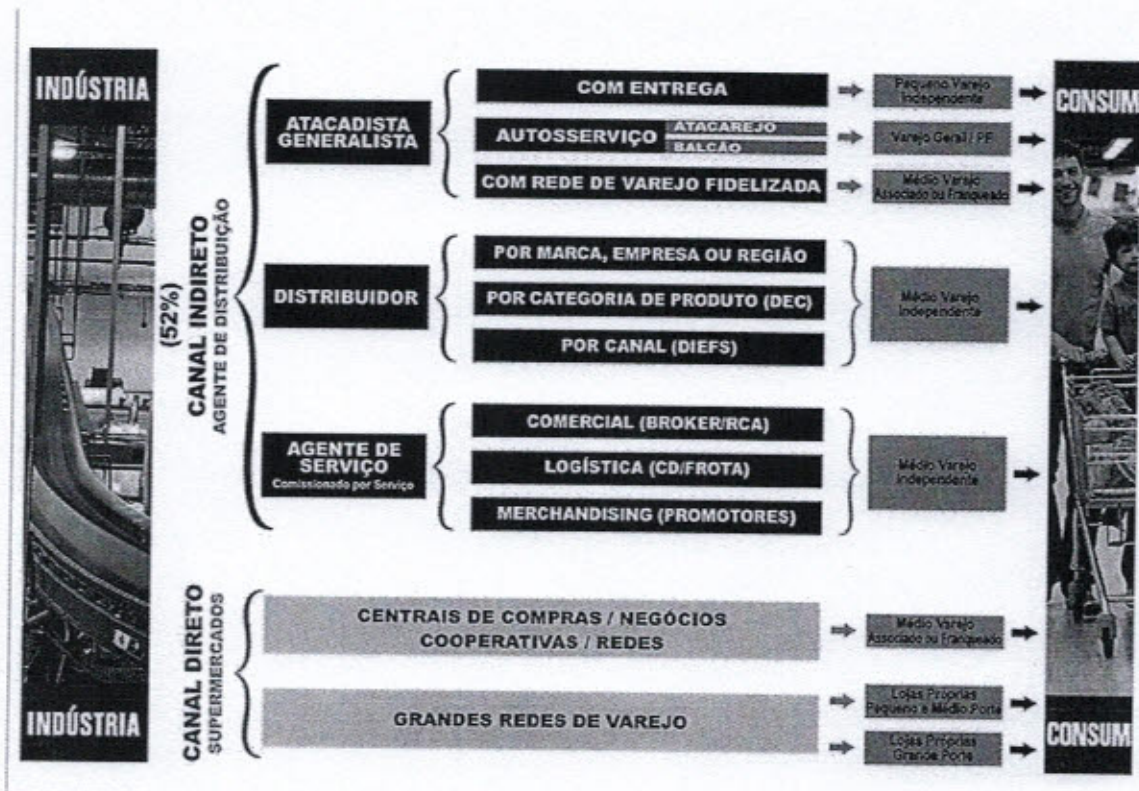 INDÚSTRIA
(52%)
CANAL INDIRETO
AGENTE DE DISTRIBUIÇÃO
ATACADISTA
GENERALISTA
COM ENTREGA
Pequeno Varejo
Independente
AUTOSSERVIÇO
ATACAREJO
BALCÃO
Varejo Geral / PF
COM REDE DE VAREJO FIDELIZADA
Médio Varejo
Associado ou Franqueado
DISTRIBUIDOR
POR MARCA, EMPRESA OU REGIÃO
POR CATEGORIA DE PRODUTO (DEC)
POR CANAL (DIEFS)
Médio Varejo
Independente
AGENTE DE
SERVIÇO
Comissionado por Serviço
COMERCIAL (BROKER/RCA)
LOGÍSTICA (CD/FROTA)
MERCHANDISING (PROMOTORES)
Médio Varejo
Independente
CANAL DIRETO
SUPERMERCADOS
CENTRAIS DE COMPRAS / NEGÓCIOS
COOPERATIVAS / REDES
Médio Varejo
Associado ou Franqueado
GRANDES REDES DE VAREJO
Lojas Próprias
Pequeno e Médio Porte
Lojas Próprias
Grande Porte
INDÚSTRIA
CONSUM
CONSUM